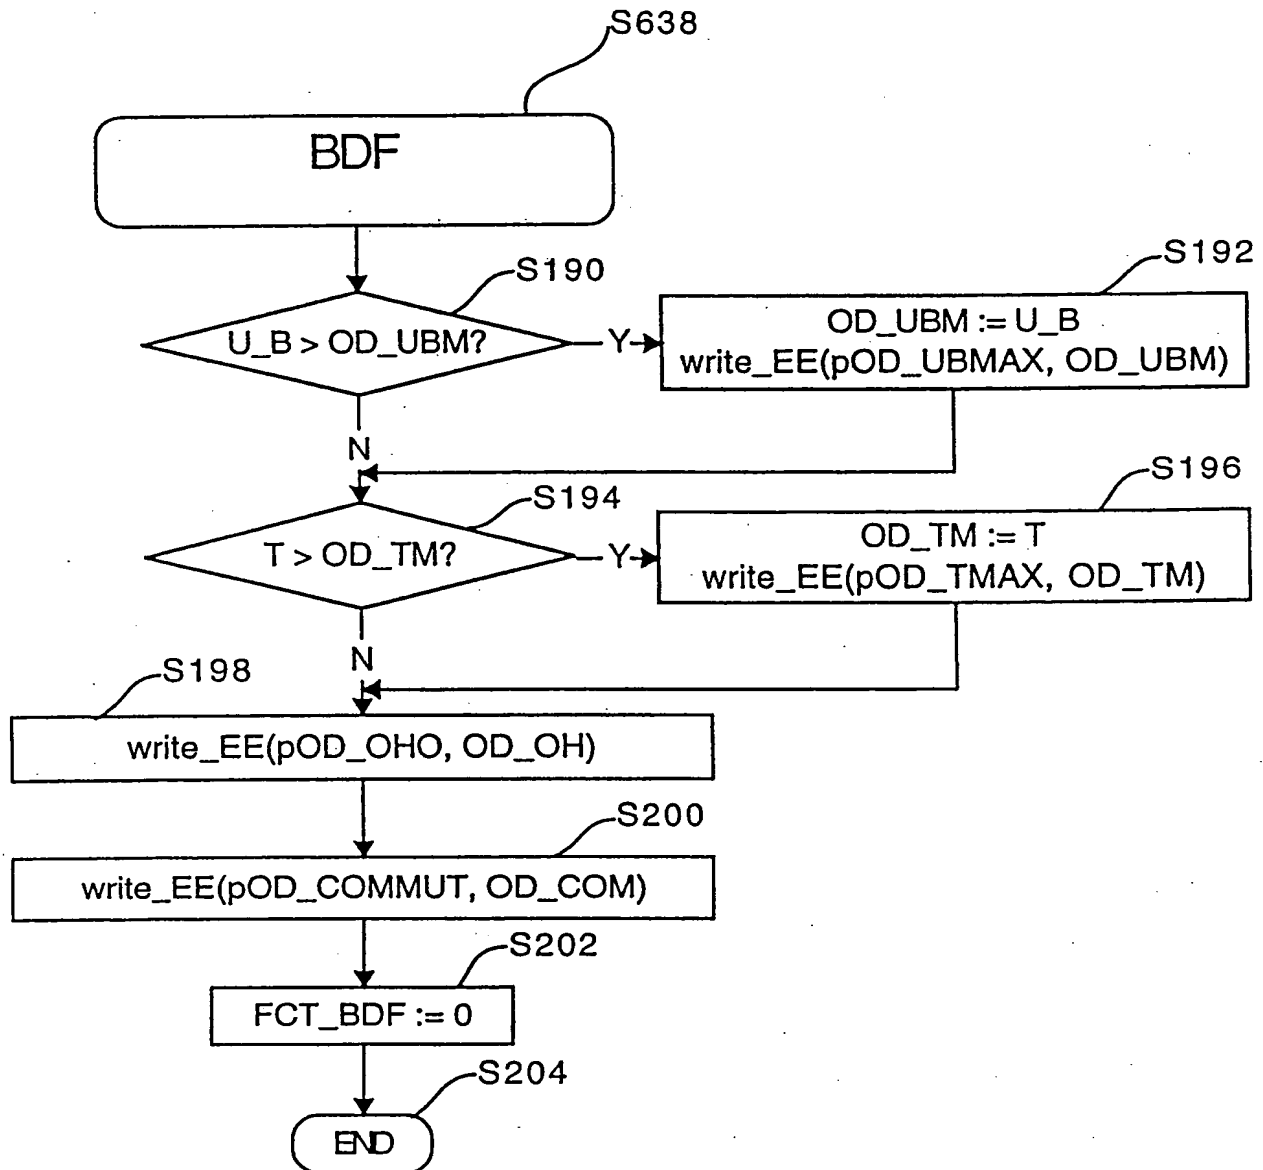 S638
BDF
S190
S192
U_B > OD_UBM?
Y
OD_UBM := U_B
write_EE(pOD_UBMAX, OD_UBM)
N
S194
S196
T > OD_TM?
Y
OD_TM := T
write_EE(pOD_TMAX, OD_TM)
N
S198
write_EE(pOD_OHO, OD_OH)
S200
write_EE(pOD_COMMUT, OD_COM)
S202
FCT_BDF := 0
S204
END